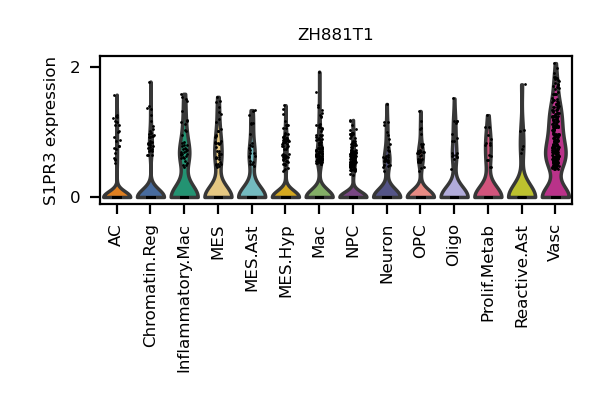 ZH881T1
S1PR3 expression
2
0
AC
Chromatin.Reg
Inflammatory.Mac
MES
MES.Ast
MES.Hyp
Mac
NPC
Neuron
OPC
Oligo
Prolif.Metab
Reactive.Ast
Vasc